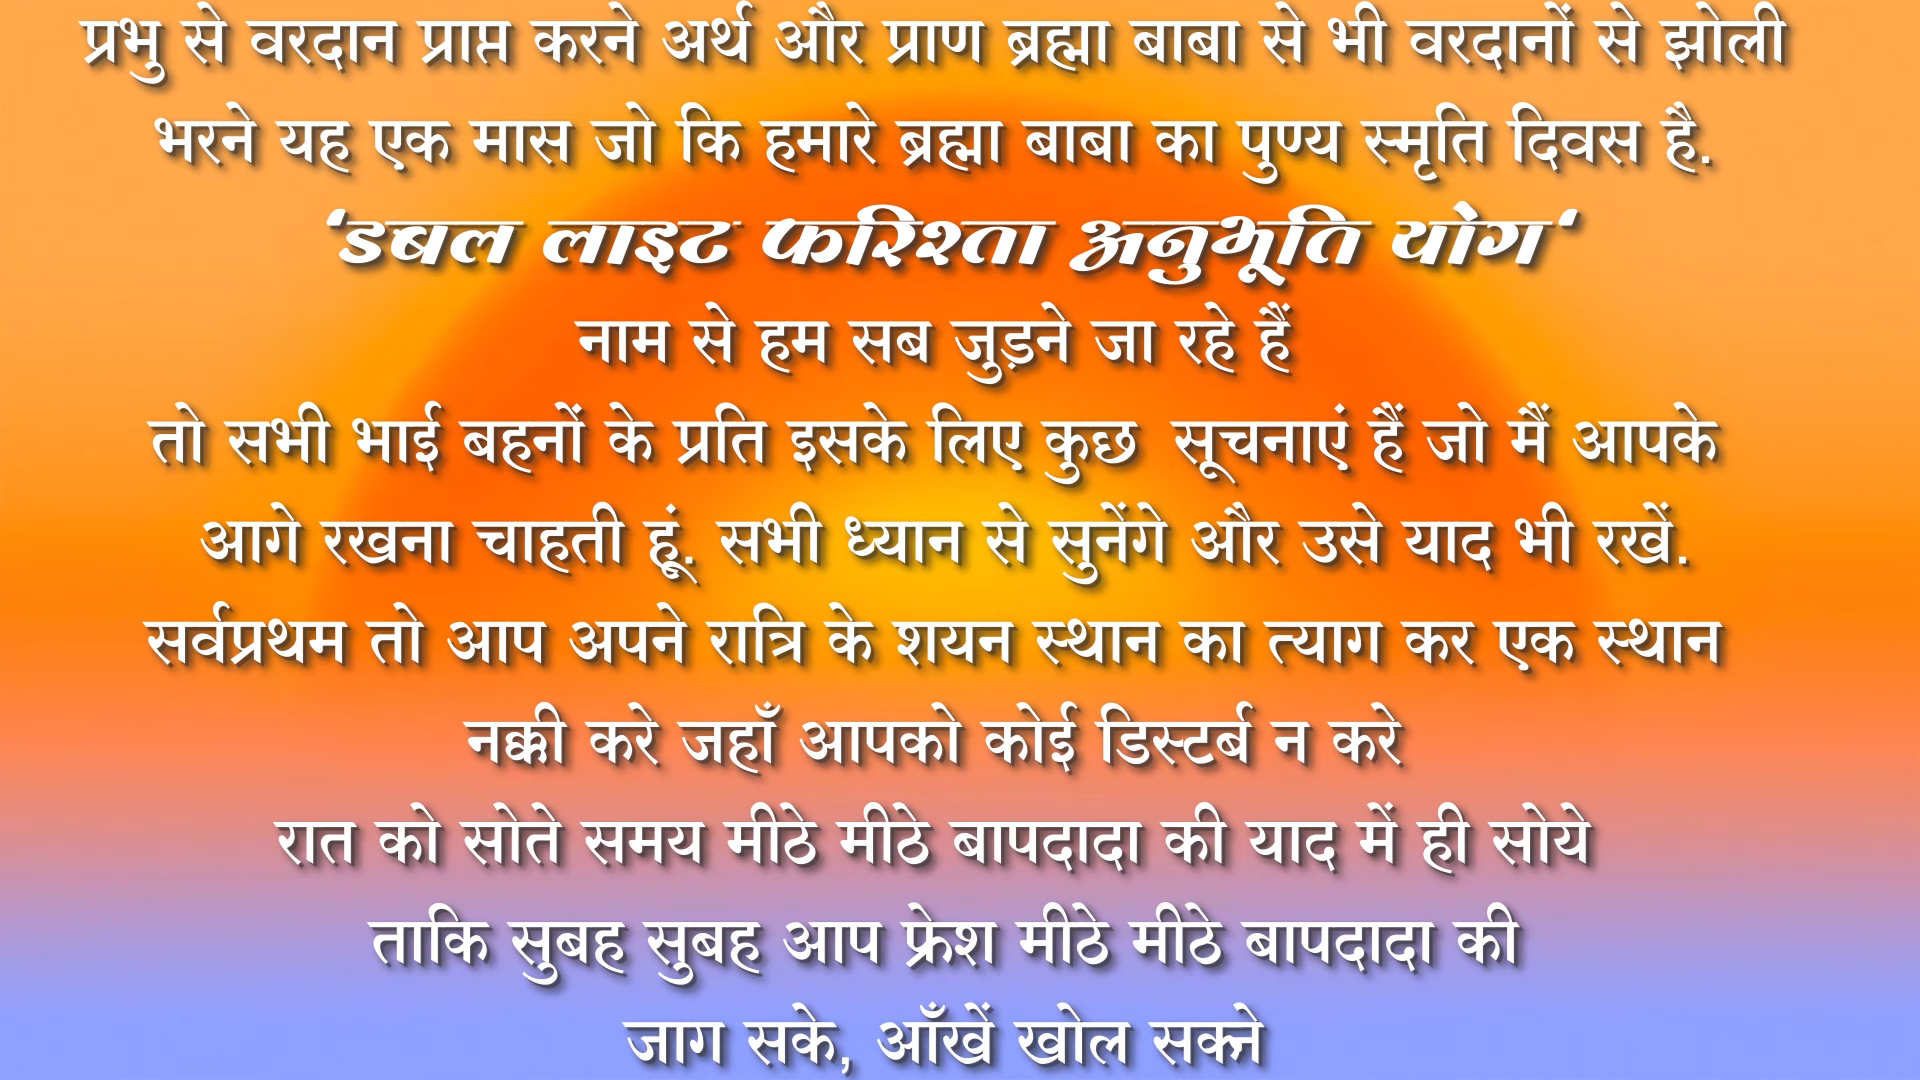 प्रभु से वरदान प्राप्त करने अर्थ और प्राण ब्रह्मा बाबा से भी वरदानों से झोली
भरने यह एक मास जो कि हमारे ब्रह्मा बाबा का पुण्य स्मृति दिवस है.
‘डबल लाइट फरिश्ता अनुभूति योग‘
नाम से हम सब जुड़ने जा रहे हैं
तो सभी भाई बहनों के प्रति इसके लिए कुछ सूचनाएं हैं जो मैं आपके
आगे रखना चाहती हूं. सभी ध्यान से सुनेंगे और उसे याद भी रखें.
सर्वप्रथम तो आप अपने रात्रि के शयन स्थान का त्याग कर एक स्थान
नक्की करे जहाँ आपको कोई डिस्टर्ब न करे
रात को सोते समय मीठे मीठे बापदादा की याद में ही सोये
ताकि सुबह सुबह आप फ्रेश मीठे मीठे बापदादा की
जाग सके, आँखें खोल सक्ने